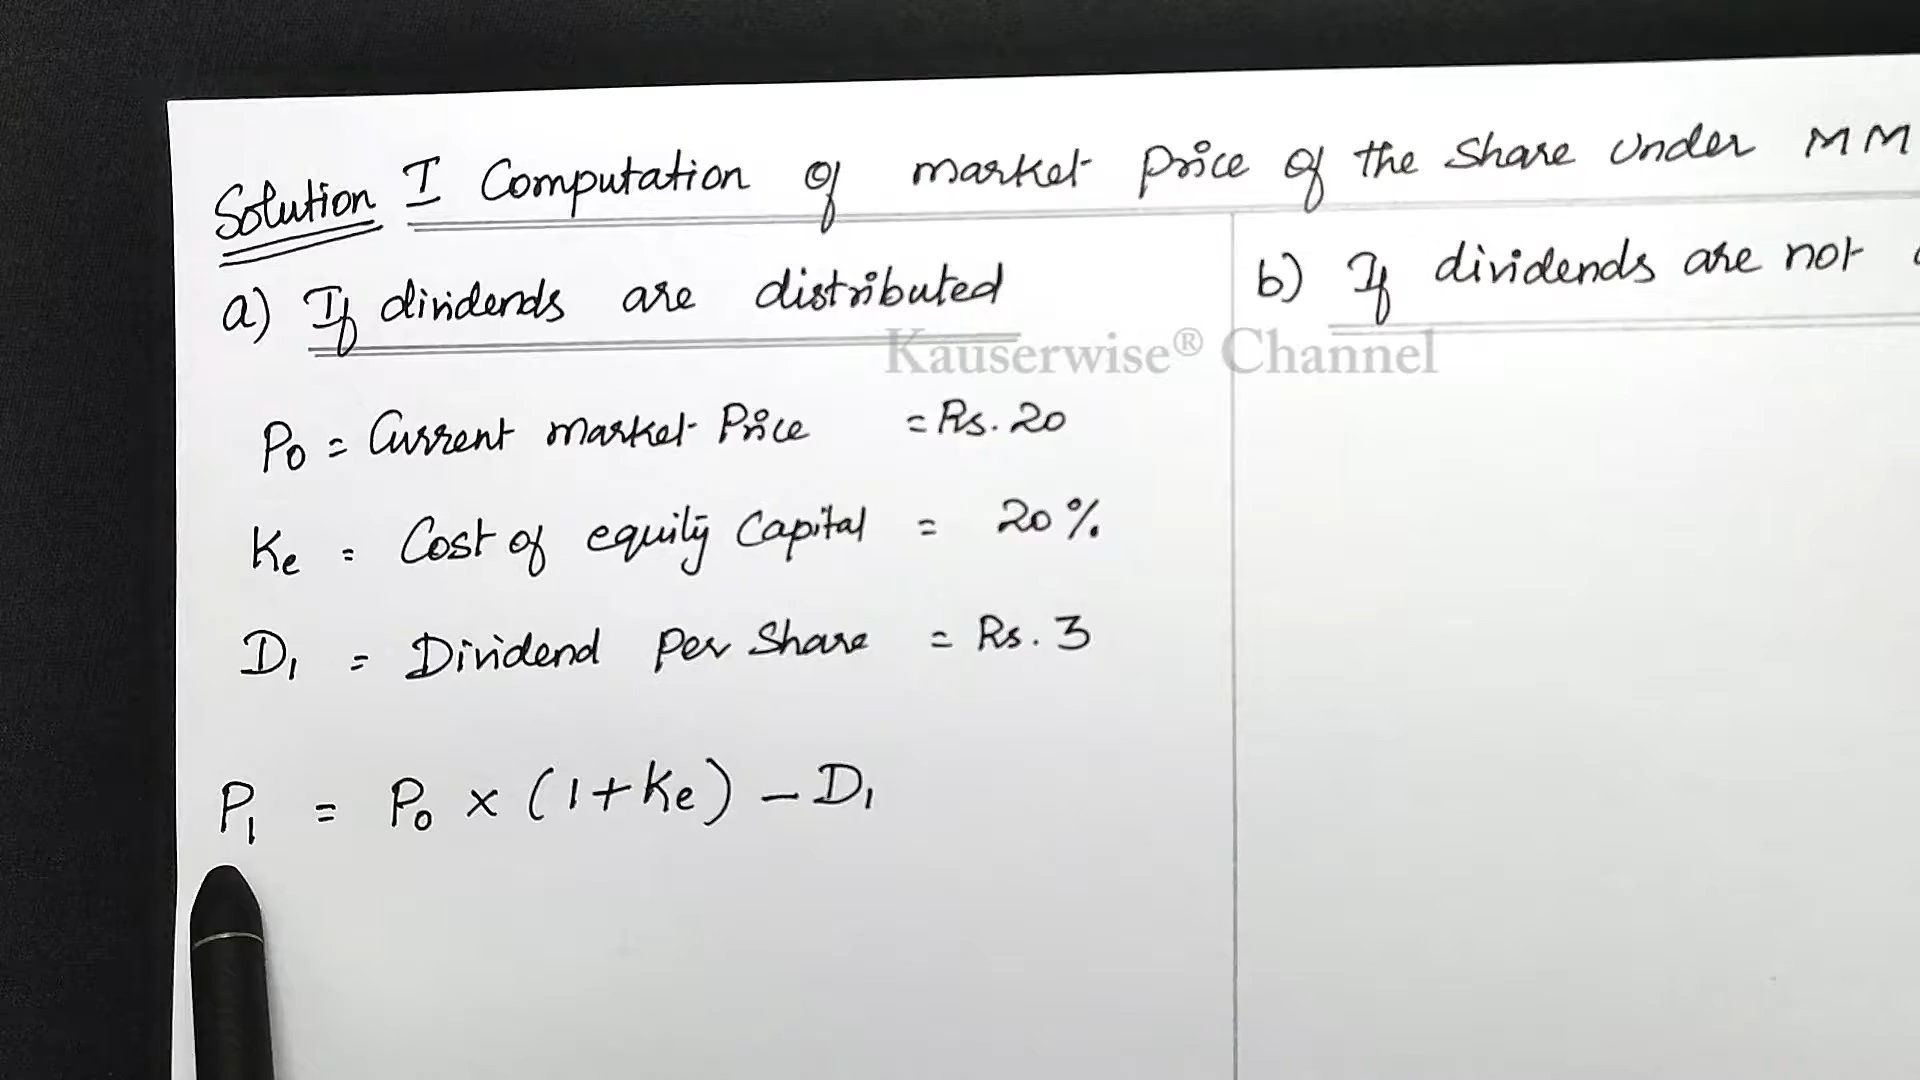 Solution I Computation of market Price of the Share Under MM
a) If dividends are distributed
b) If dividends are not
Kauserwise® Channel
P0 = Current market Price = Rs. 20
Ke = Cost of equity Capital = 20%
D1 = Dividend Per Share = Rs. 3
P1 = P0 × (1+Ke) – D1